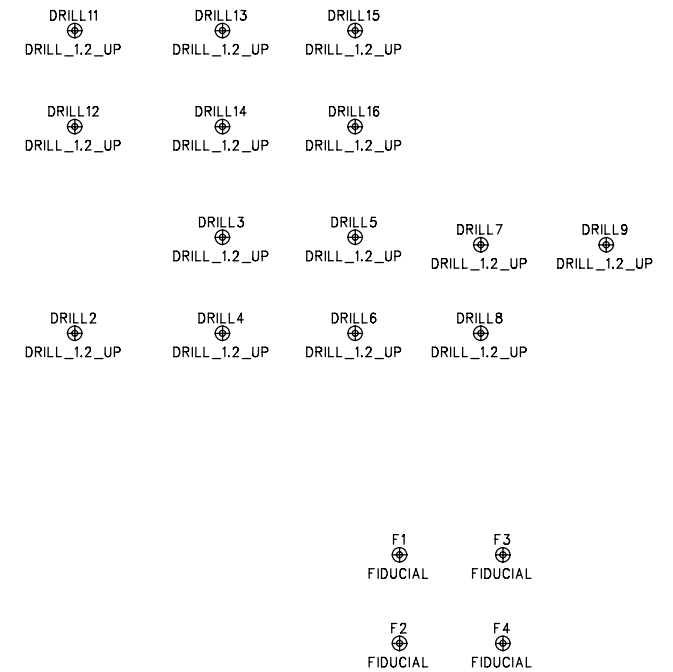 DRILL11 DRILL13 DRILL15
DRILL_1.2_UP DRILL_1.2_UP DRILL_1.2_UP
DRILL12 DRILL14 DRILL16
DRILL_1.2_UP DRILL_1.2_UP DRILL_1.2_UP
DRILL3 DRILL5 DRILL7 DRILL9
DRILL_1.2_UP DRILL_1.2_UP DRILL_1.2_UP DRILL_1.2_UP
DRILL2 DRILL4 DRILL6 DRILL8
DRILL_1.2_UP DRILL_1.2_UP DRILL_1.2_UP DRILL_1.2_UP
F1 F3
FIDUCIAL FIDUCIAL
F2 F4
FIDUCIAL FIDUCIAL